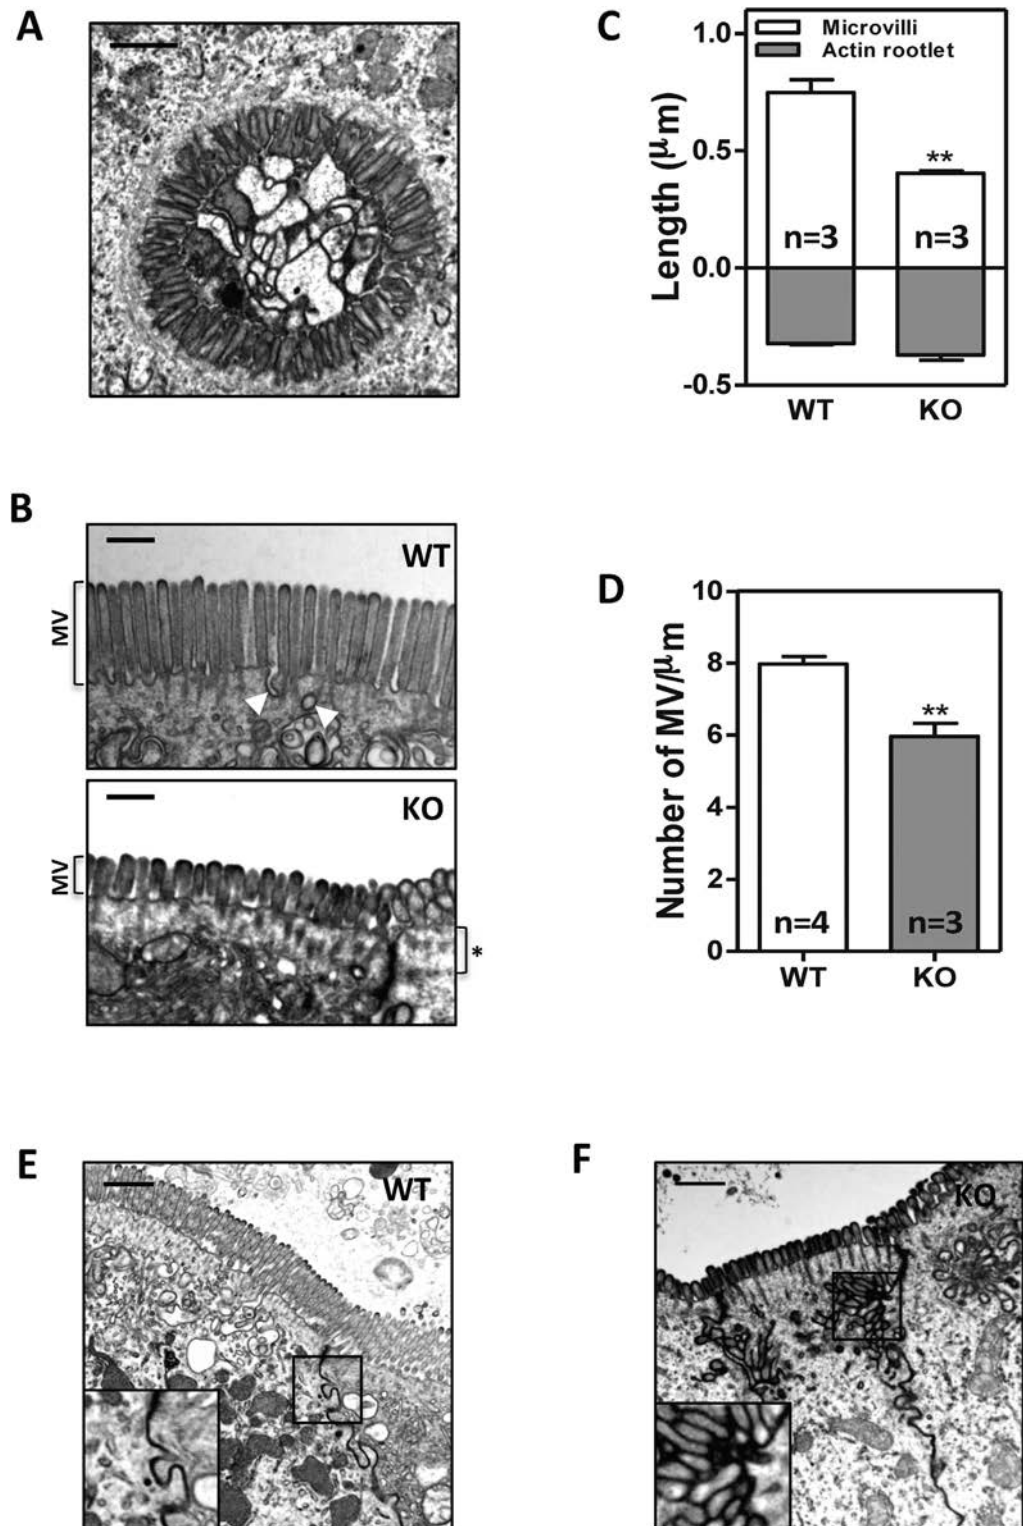 A
C
Microvilli
Actin rootlet
1.0
0.5
0.0
-0.5
Length (μm)
**
n=3
n=3
WT
KO
B
WT
MV
KO
MV
*
D
10
8
6
4
2
0
Number of MV/μm
**
n=4
n=3
WT
KO
E
WT
F
KO